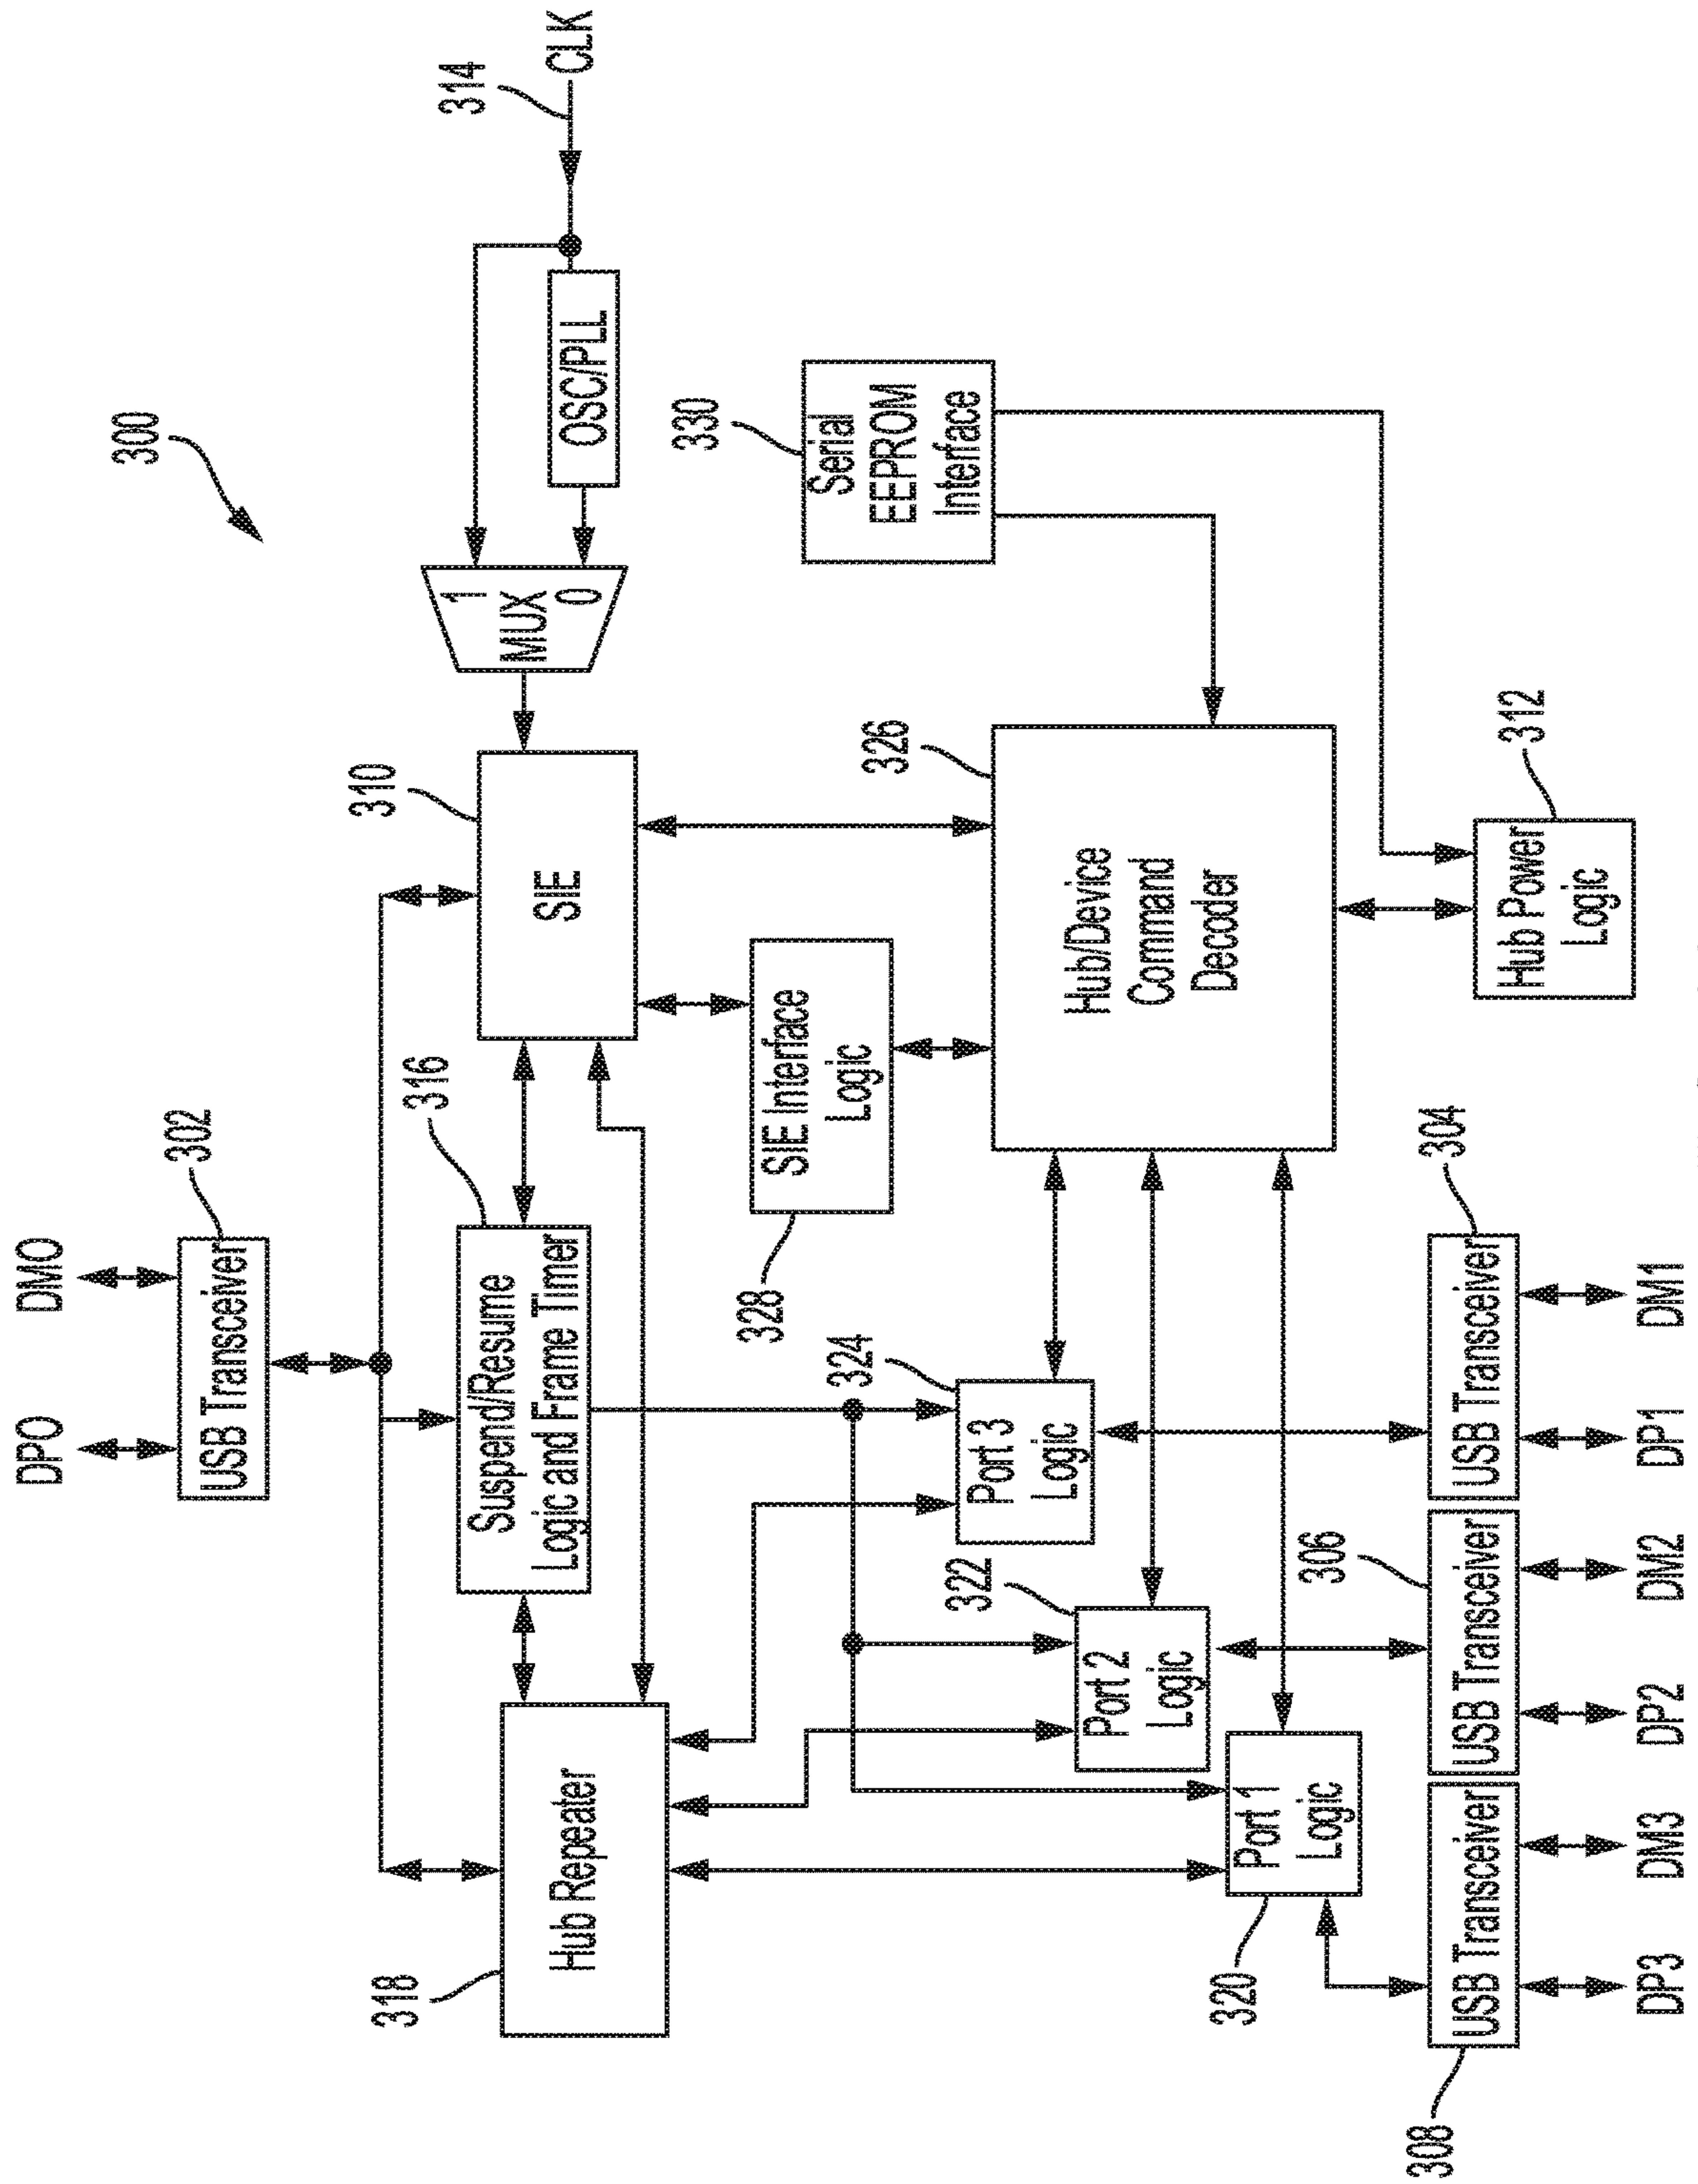 300
DPO
DMO
302
USB Transceiver
318
Hub Repeater
316
Suspend/Resume
Logic and Frame Timer
310
SIE
1
MUX
0
OSC/PLL
314
CLK
328
SIE Interface
Logic
330
Serial
EEPROM
Interface
324
Port 3
Logic
322
Port 2
Logic
320
Port 1
Logic
326
Hub/Device
Command
Decoder
312
Hub Power
Logic
308
USB Transceiver
306
USB Transceiver
304
USB Transceiver
DP3
DM3
DP2
DM2
DP1
DM1